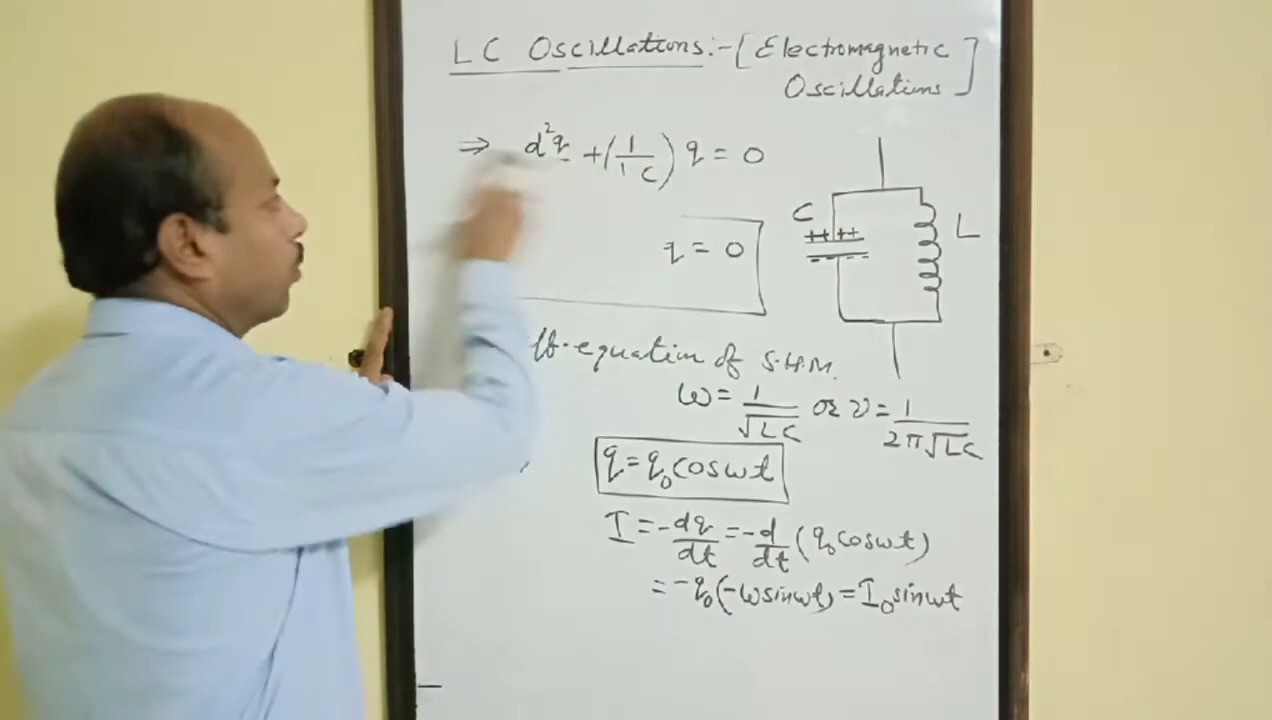 LC Oscillations:-[Electromagnetic
Oscillations]
⇒ d²q + (1/LC) q = 0
q = 0
C
++ ++
L
equation of S.H.M.
ω = 1/√LC or ν = 1/2π√LC
q = q₀cosωt
I = -dq/dt = -d/dt (q₀cosωt)
= -q₀(-ωsinωt) = I₀sinωt